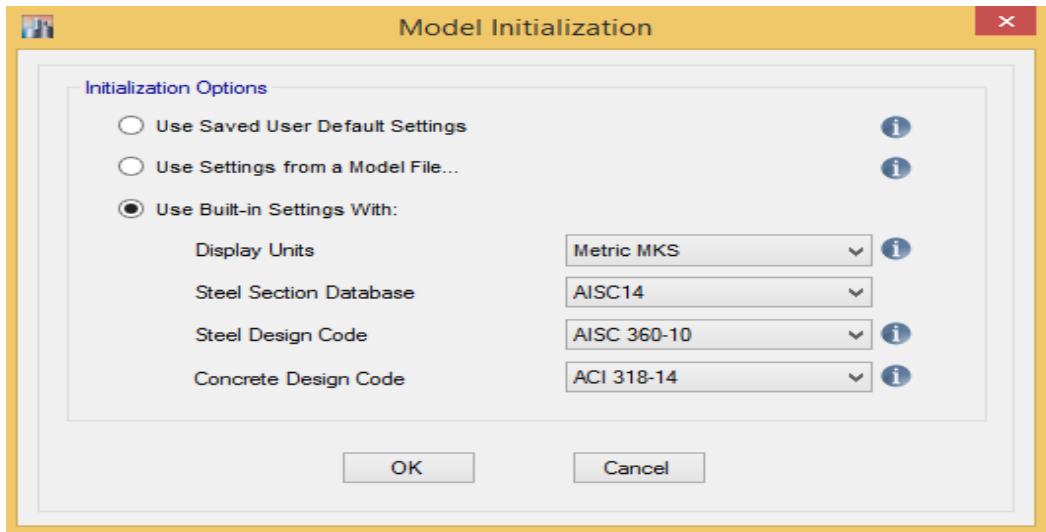 Model Initialization
Initialization Options
Use Saved User Default Settings
Use Settings from a Model File...
Use Built-in Settings With:
Display Units Metric MKS
Steel Section Database AISC14
Steel Design Code AISC 360-10
Concrete Design Code ACI 318-14
OK Cancel